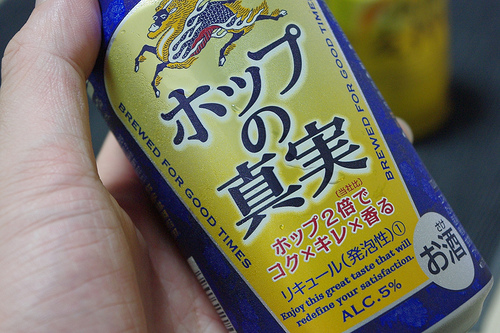 ホップ
の
真実
BREWED FOR GOOD TIMES
BREWED FOR GOOD TIMES
(当社比)
ホップ2倍で
コク×キレ×香る
リキュール(発泡性)①
Enjoy this great taste that will
redefine your satisfaction.
ALC.5%
さけ
お酒